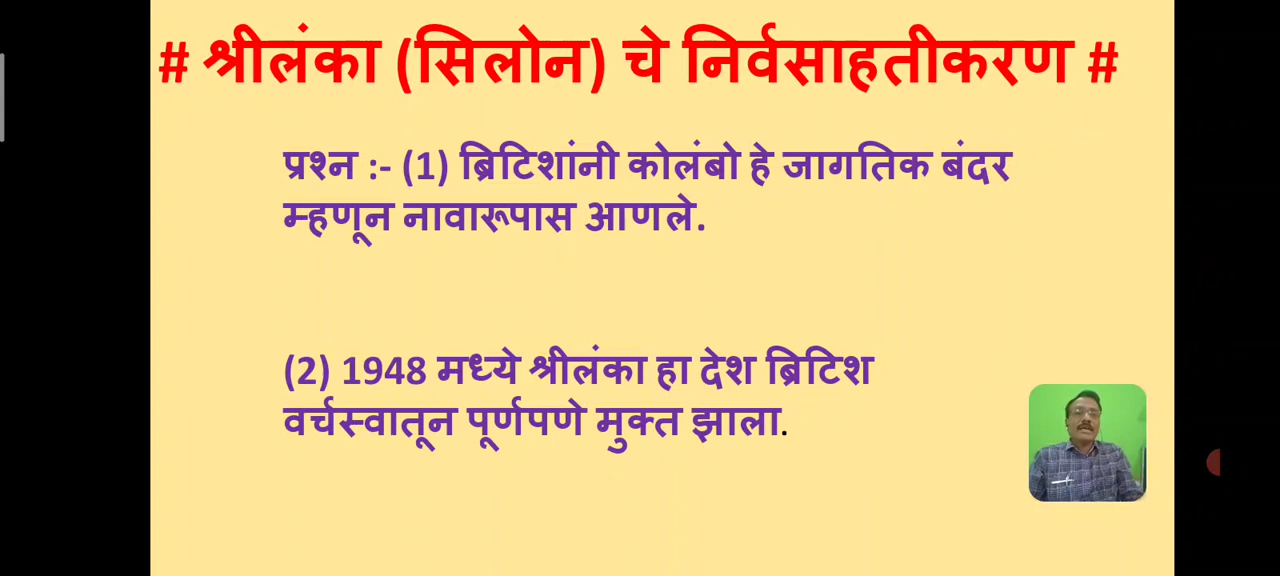 # श्रीलंका (सिलोन) चे निर्वसाहतीकरण #
प्रश्न :- (1) ब्रिटिशांनी कोलंबो हे जागतिक बंदर
म्हणून नावारूपास आणले.
(2) 1948 मध्ये श्रीलंका हा देश ब्रिटिश
वर्चस्वातून पूर्णपणे मुक्त झाला.